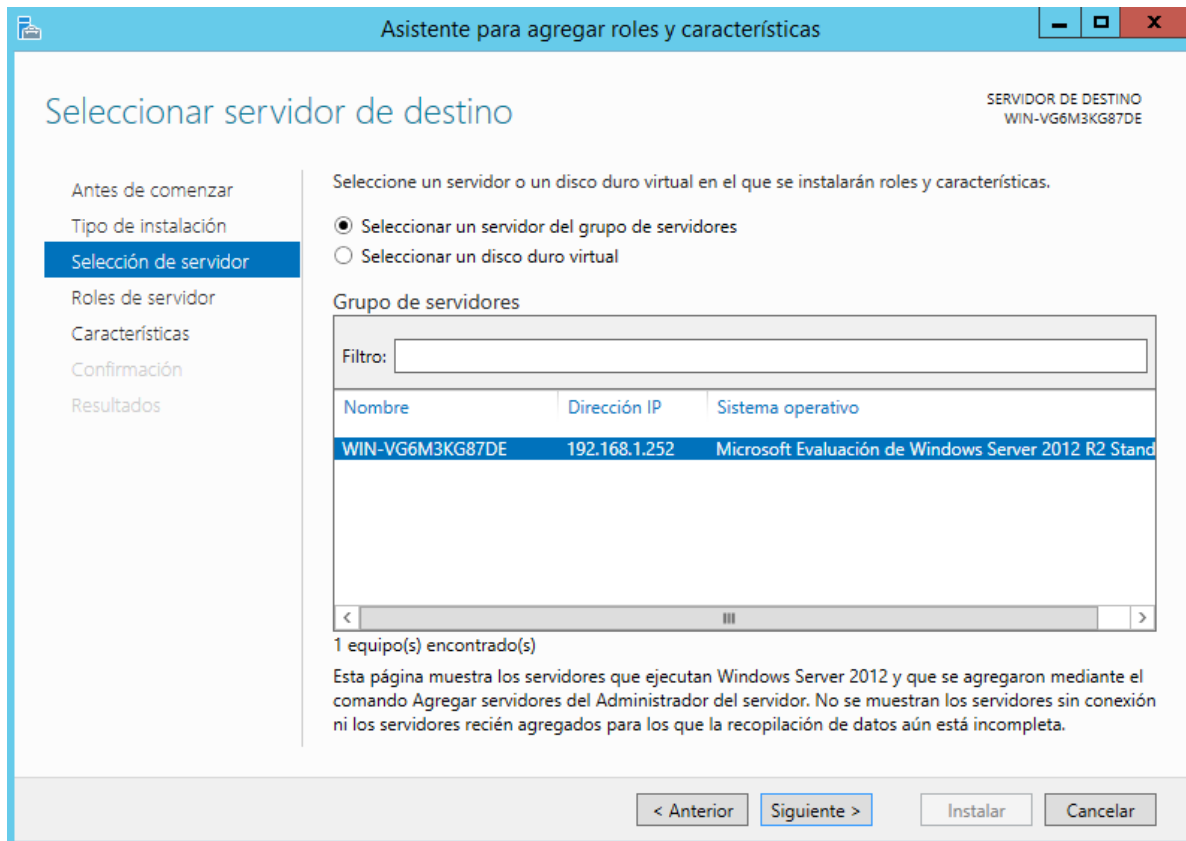 Asistente para agregar roles y características
Seleccionar servidor de destino
SERVIDOR DE DESTINO
WIN-VG6M3KG87DE
Antes de comenzar
Tipo de instalación
Selección de servidor
Roles de servidor
Características
Confirmación
Resultados
Seleccione un servidor o un disco duro virtual en el que se instalarán roles y características.
Seleccionar un servidor del grupo de servidores
Seleccionar un disco duro virtual
Grupo de servidores
Filtro:
Nombre Dirección IP Sistema operativo
WIN-VG6M3KG87DE 192.168.1.252 Microsoft Evaluación de Windows Server 2012 R2 Stand
1 equipo(s) encontrado(s)
Esta página muestra los servidores que ejecutan Windows Server 2012 y que se agregaron mediante el
comando Agregar servidores del Administrador del servidor. No se muestran los servidores sin conexión
ni los servidores recién agregados para los que la recopilación de datos aún está incompleta.
< Anterior Siguiente > Instalar Cancelar